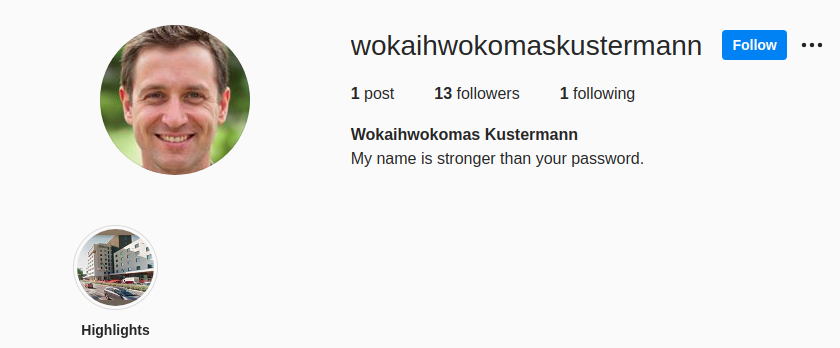 wokaihwokomaskustermann Follow
1 post 13 followers 1 following
Wokaihwokomas Kustermann
My name is stronger than your password.
Highlights